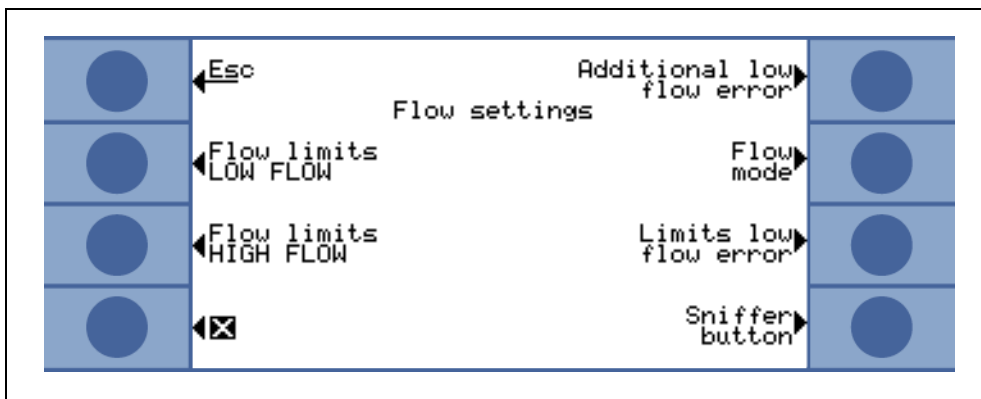 Esc
Additional low
flow error
Flow settings
Flow limits
LOW FLOW
Flow
mode
Flow limits
HIGH FLOW
Limits low
flow error
Sniffer
button